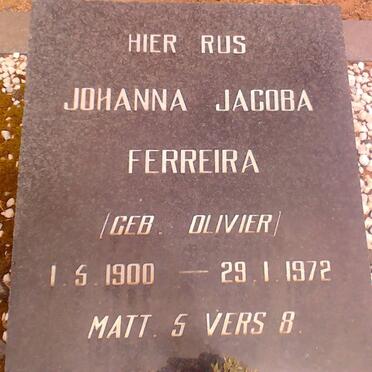 HIER RUS
JOHANNA JACOBA
FERREIRA
/GEB. OLIVIER/
1.5.1900 — 29.1.1972
MATT. 5 VERS 8.